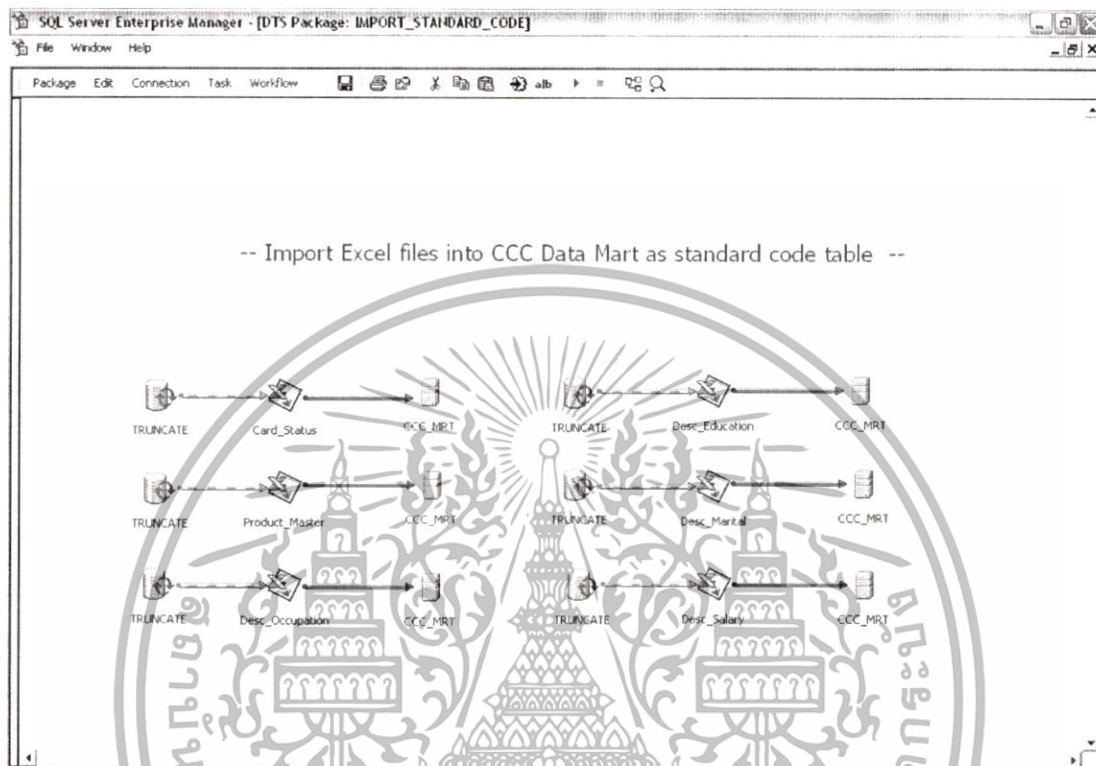 SQL Server Enterprise Manager - [DTS Package: IMPORT_STANDARD_CODE]
File Window Help
Package Edit Connection Task Workflow alb
-- Import Excel files into CCC Data Mart as standard code table --
TRUNCATE Card_Status CCC_MRT TRUNCATE Desc_Education CCC_MRT
TRUNCATE Product_Master CCC_MRT TRUNCATE Desc_Marital CCC_MRT
TRUNCATE Desc_Occupation CCC_MRT TRUNCATE Desc_Salary CCC_MRT